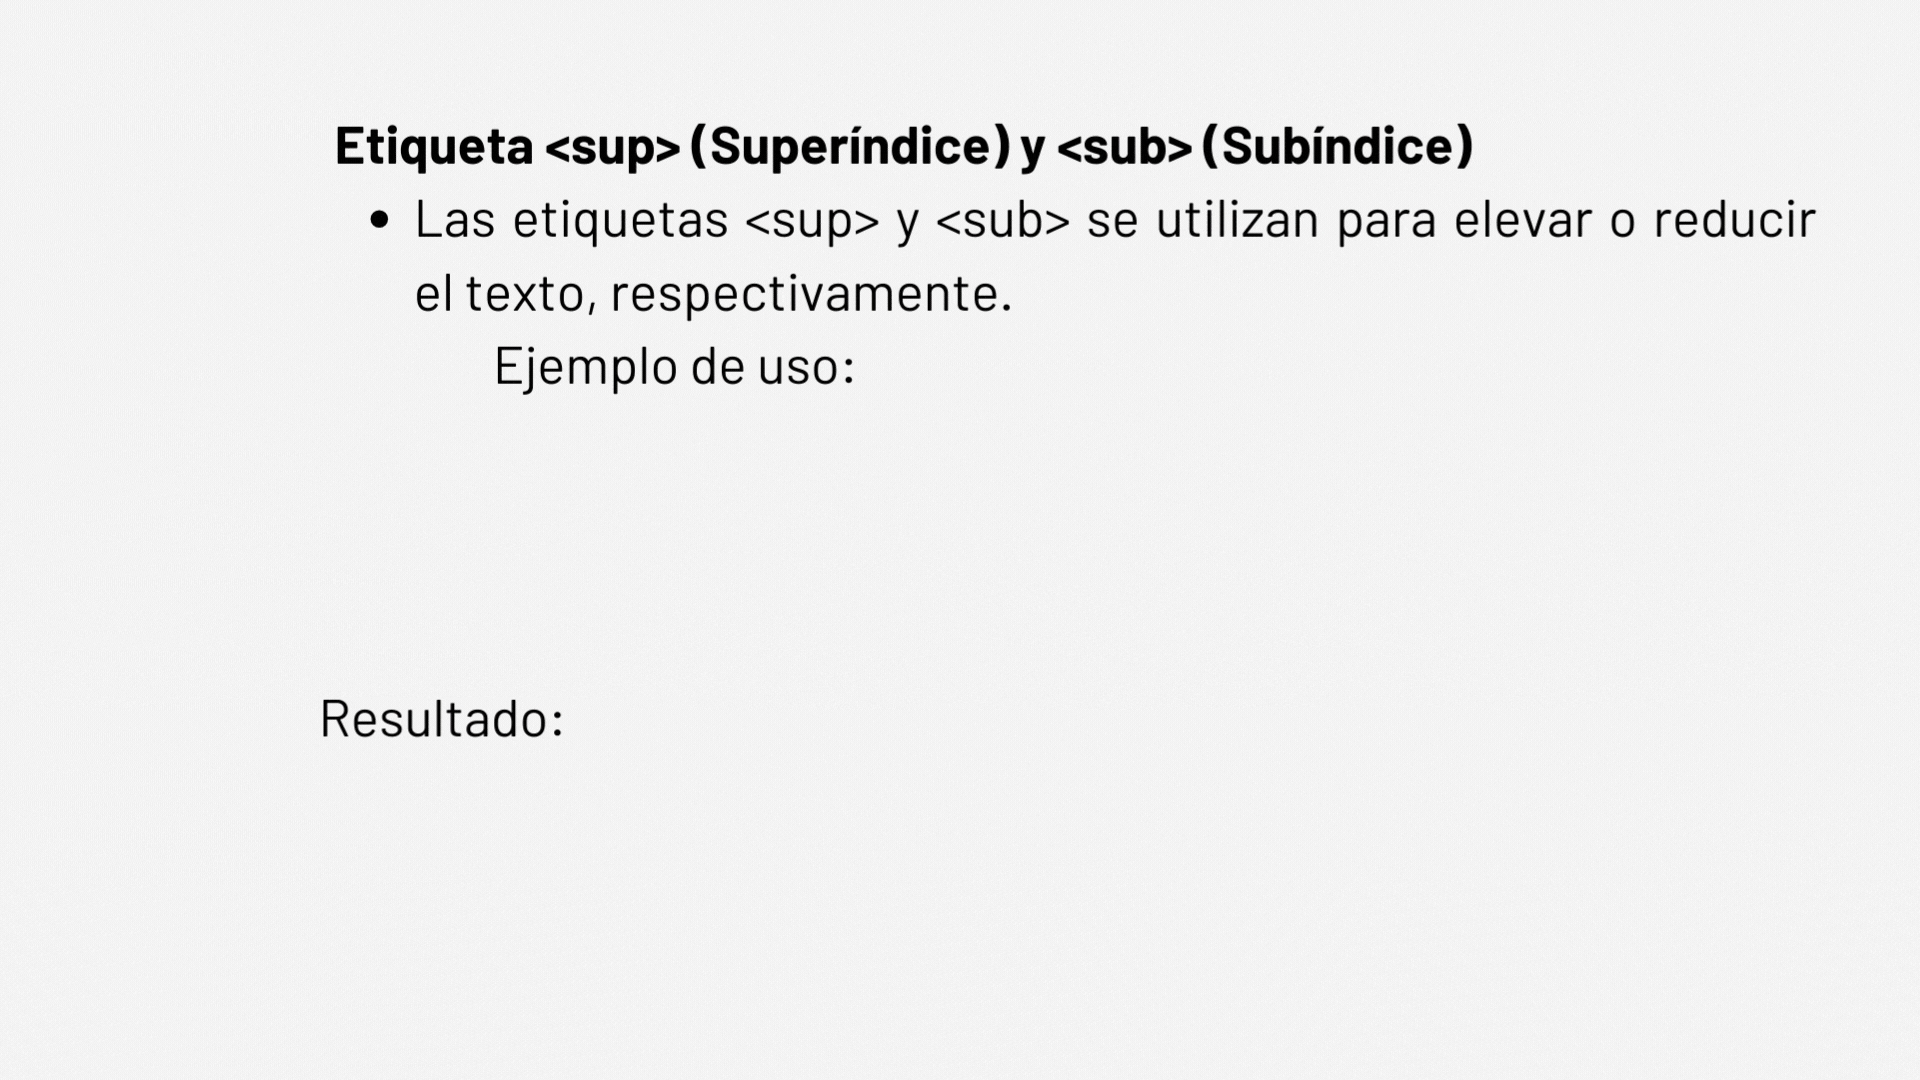 Etiqueta <sup> (Superíndice) y <sub> (Subíndice)
• Las etiquetas <sup> y <sub> se utilizan para elevar o reducir
el texto, respectivamente.
Ejemplo de uso:
Resultado: